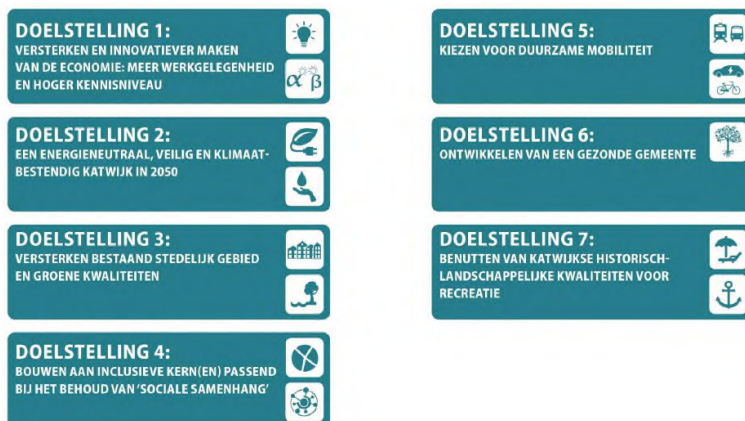 DOELSTELLING 1:
VERSTERKEN EN INNOVATIEVER MAKEN
VAN DE ECONOMIE: MEER WERKGELEGENHEID
EN HOGER KENNISNIVEAU
α β
DOELSTELLING 2:
EEN ENERGIENEUTRAAL, VEILIG EN KLIMAAT-
BESTENDIG KATWIJK IN 2050
DOELSTELLING 3:
VERSTERKEN BESTAAND STEDELIJK GEBIED
EN GROENE KWALITEITEN
DOELSTELLING 4:
BOUWEN AAN INCLUSIEVE KERN(EN) PASSEND
BIJ HET BEHOUD VAN 'SOCIALE SAMENHANG'
DOELSTELLING 5:
KIEZEN VOOR DUURZAME MOBILITEIT
DOELSTELLING 6:
ONTWIKKELEN VAN EEN GEZONDE GEMEENTE
DOELSTELLING 7:
BENUTTEN VAN KATWIJKSE HISTORISCH-
LANDSCHAPPELIJKE KWALITEITEN VOOR
RECREATIE